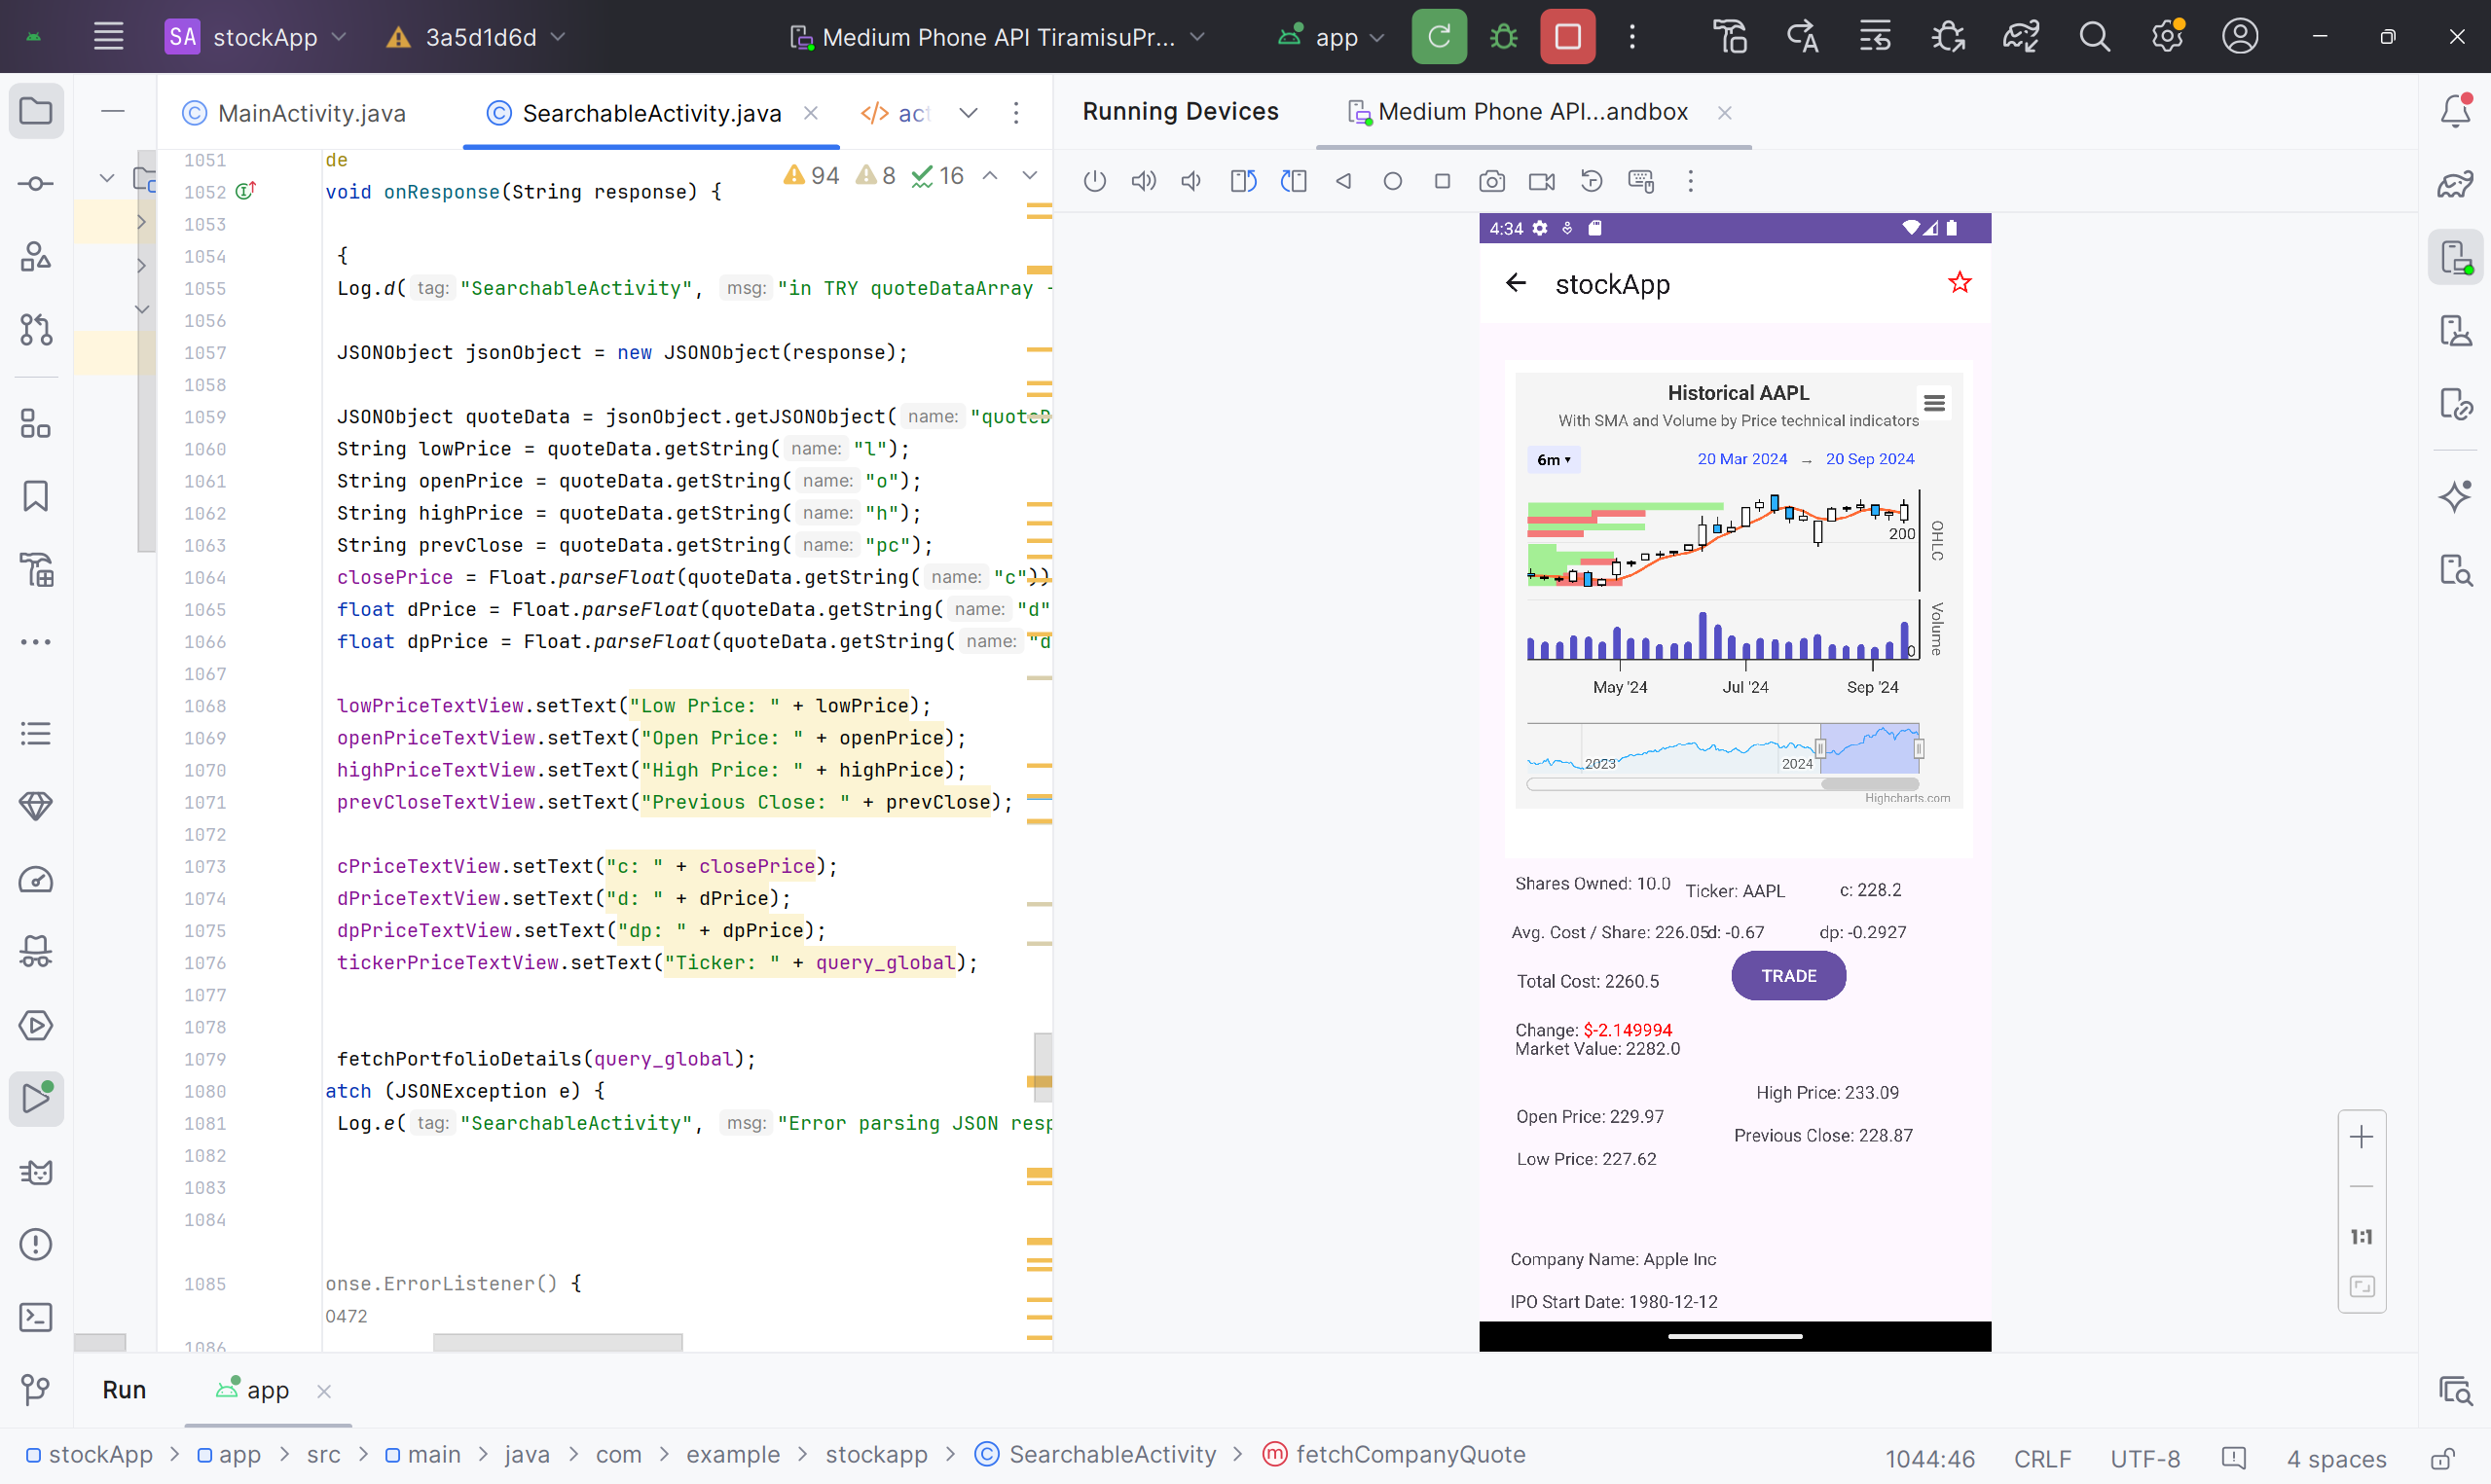 SA stockApp 3a5d1d6d Medium Phone API TiramisuPr... app
MainActivity.java SearchableActivity.java act
Running Devices Medium Phone API...andbox
94 8 16
1051 de
1052 void onResponse(String response) {
1053
1054 {
1055 Log.d( tag: "SearchableActivity", msg: "in TRY quoteDataArray -
1056
1057 JSONObject jsonObject = new JSONObject(response);
1058
1059 JSONObject quoteData = jsonObject.getJSONObject( name: "quoteD
1060 String lowPrice = quoteData.getString( name: "l");
1061 String openPrice = quoteData.getString( name: "o");
1062 String highPrice = quoteData.getString( name: "h");
1063 String prevClose = quoteData.getString( name: "pc");
1064 closePrice = Float.parseFloat(quoteData.getString( name: "c"))
1065 float dPrice = Float.parseFloat(quoteData.getString( name: "d"
1066 float dpPrice = Float.parseFloat(quoteData.getString( name: "d
1067
1068 lowPriceTextView.setText("Low Price: " + lowPrice);
1069 openPriceTextView.setText("Open Price: " + openPrice);
1070 highPriceTextView.setText("High Price: " + highPrice);
1071 prevCloseTextView.setText("Previous Close: " + prevClose);
1072
1073 cPriceTextView.setText("c: " + closePrice);
1074 dPriceTextView.setText("d: " + dPrice);
1075 dpPriceTextView.setText("dp: " + dpPrice);
1076 tickerPriceTextView.setText("Ticker: " + query_global);
1077
1078
1079 fetchPortfolioDetails(query_global);
1080 atch (JSONException e) {
1081 Log.e( tag: "SearchableActivity", msg: "Error parsing JSON resp
1082
1083
1084
1085 onse.ErrorListener() {
0472
1086
4:34
stockApp
Historical AAPL
With SMA and Volume by Price technical indicators
6m ▾ 20 Mar 2024 → 20 Sep 2024
200
OHLC
0
Volume
May '24 Jul '24 Sep '24
2023 2024
Highcharts.com
Shares Owned: 10.0 Ticker: AAPL c: 228.2
Avg. Cost / Share: 226.05d: -0.67 dp: -0.2927
Total Cost: 2260.5 TRADE
Change: $-2.149994
Market Value: 2282.0
High Price: 233.09
Open Price: 229.97
Previous Close: 228.87
Low Price: 227.62
Company Name: Apple Inc
IPO Start Date: 1980-12-12
1:1
Run app
stockApp > app > src > main > java > com > example > stockapp > SearchableActivity > fetchCompanyQuote 1044:46 CRLF UTF-8 4 spaces